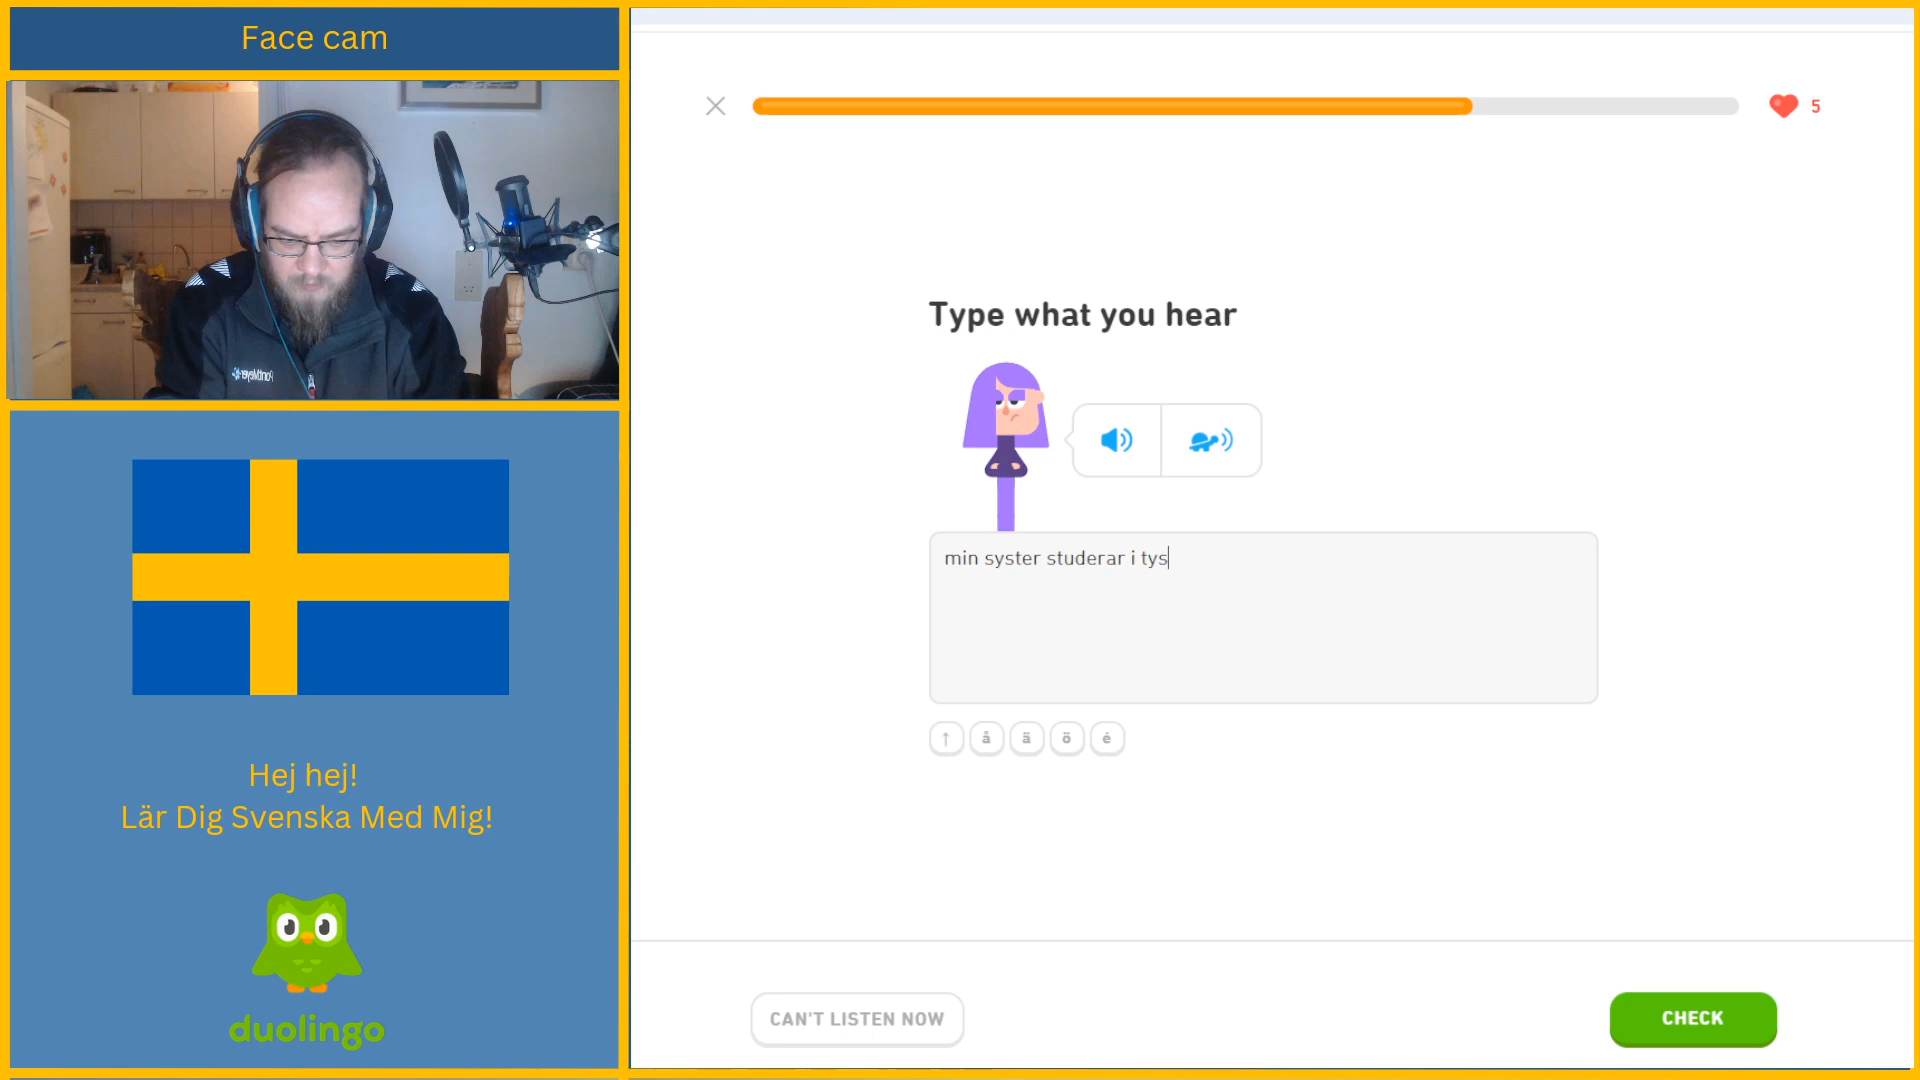 Face cam
5
Type what you hear
min syster studerar i tys
↑ å ä ö é
Hej hej!
Lär Dig Svenska Med Mig!
duolingo
CAN'T LISTEN NOW
CHECK